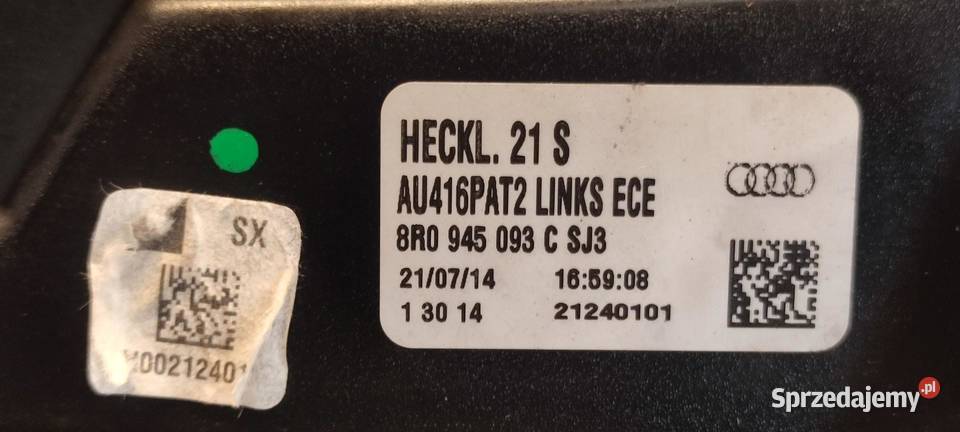 HECKL. 21 S
AU416PAT2 LINKS ECE
8R0 945 093 C SJ3
21/07/14 16:59:08
1 30 14 21240101
SX
Sprzedajemy.pl